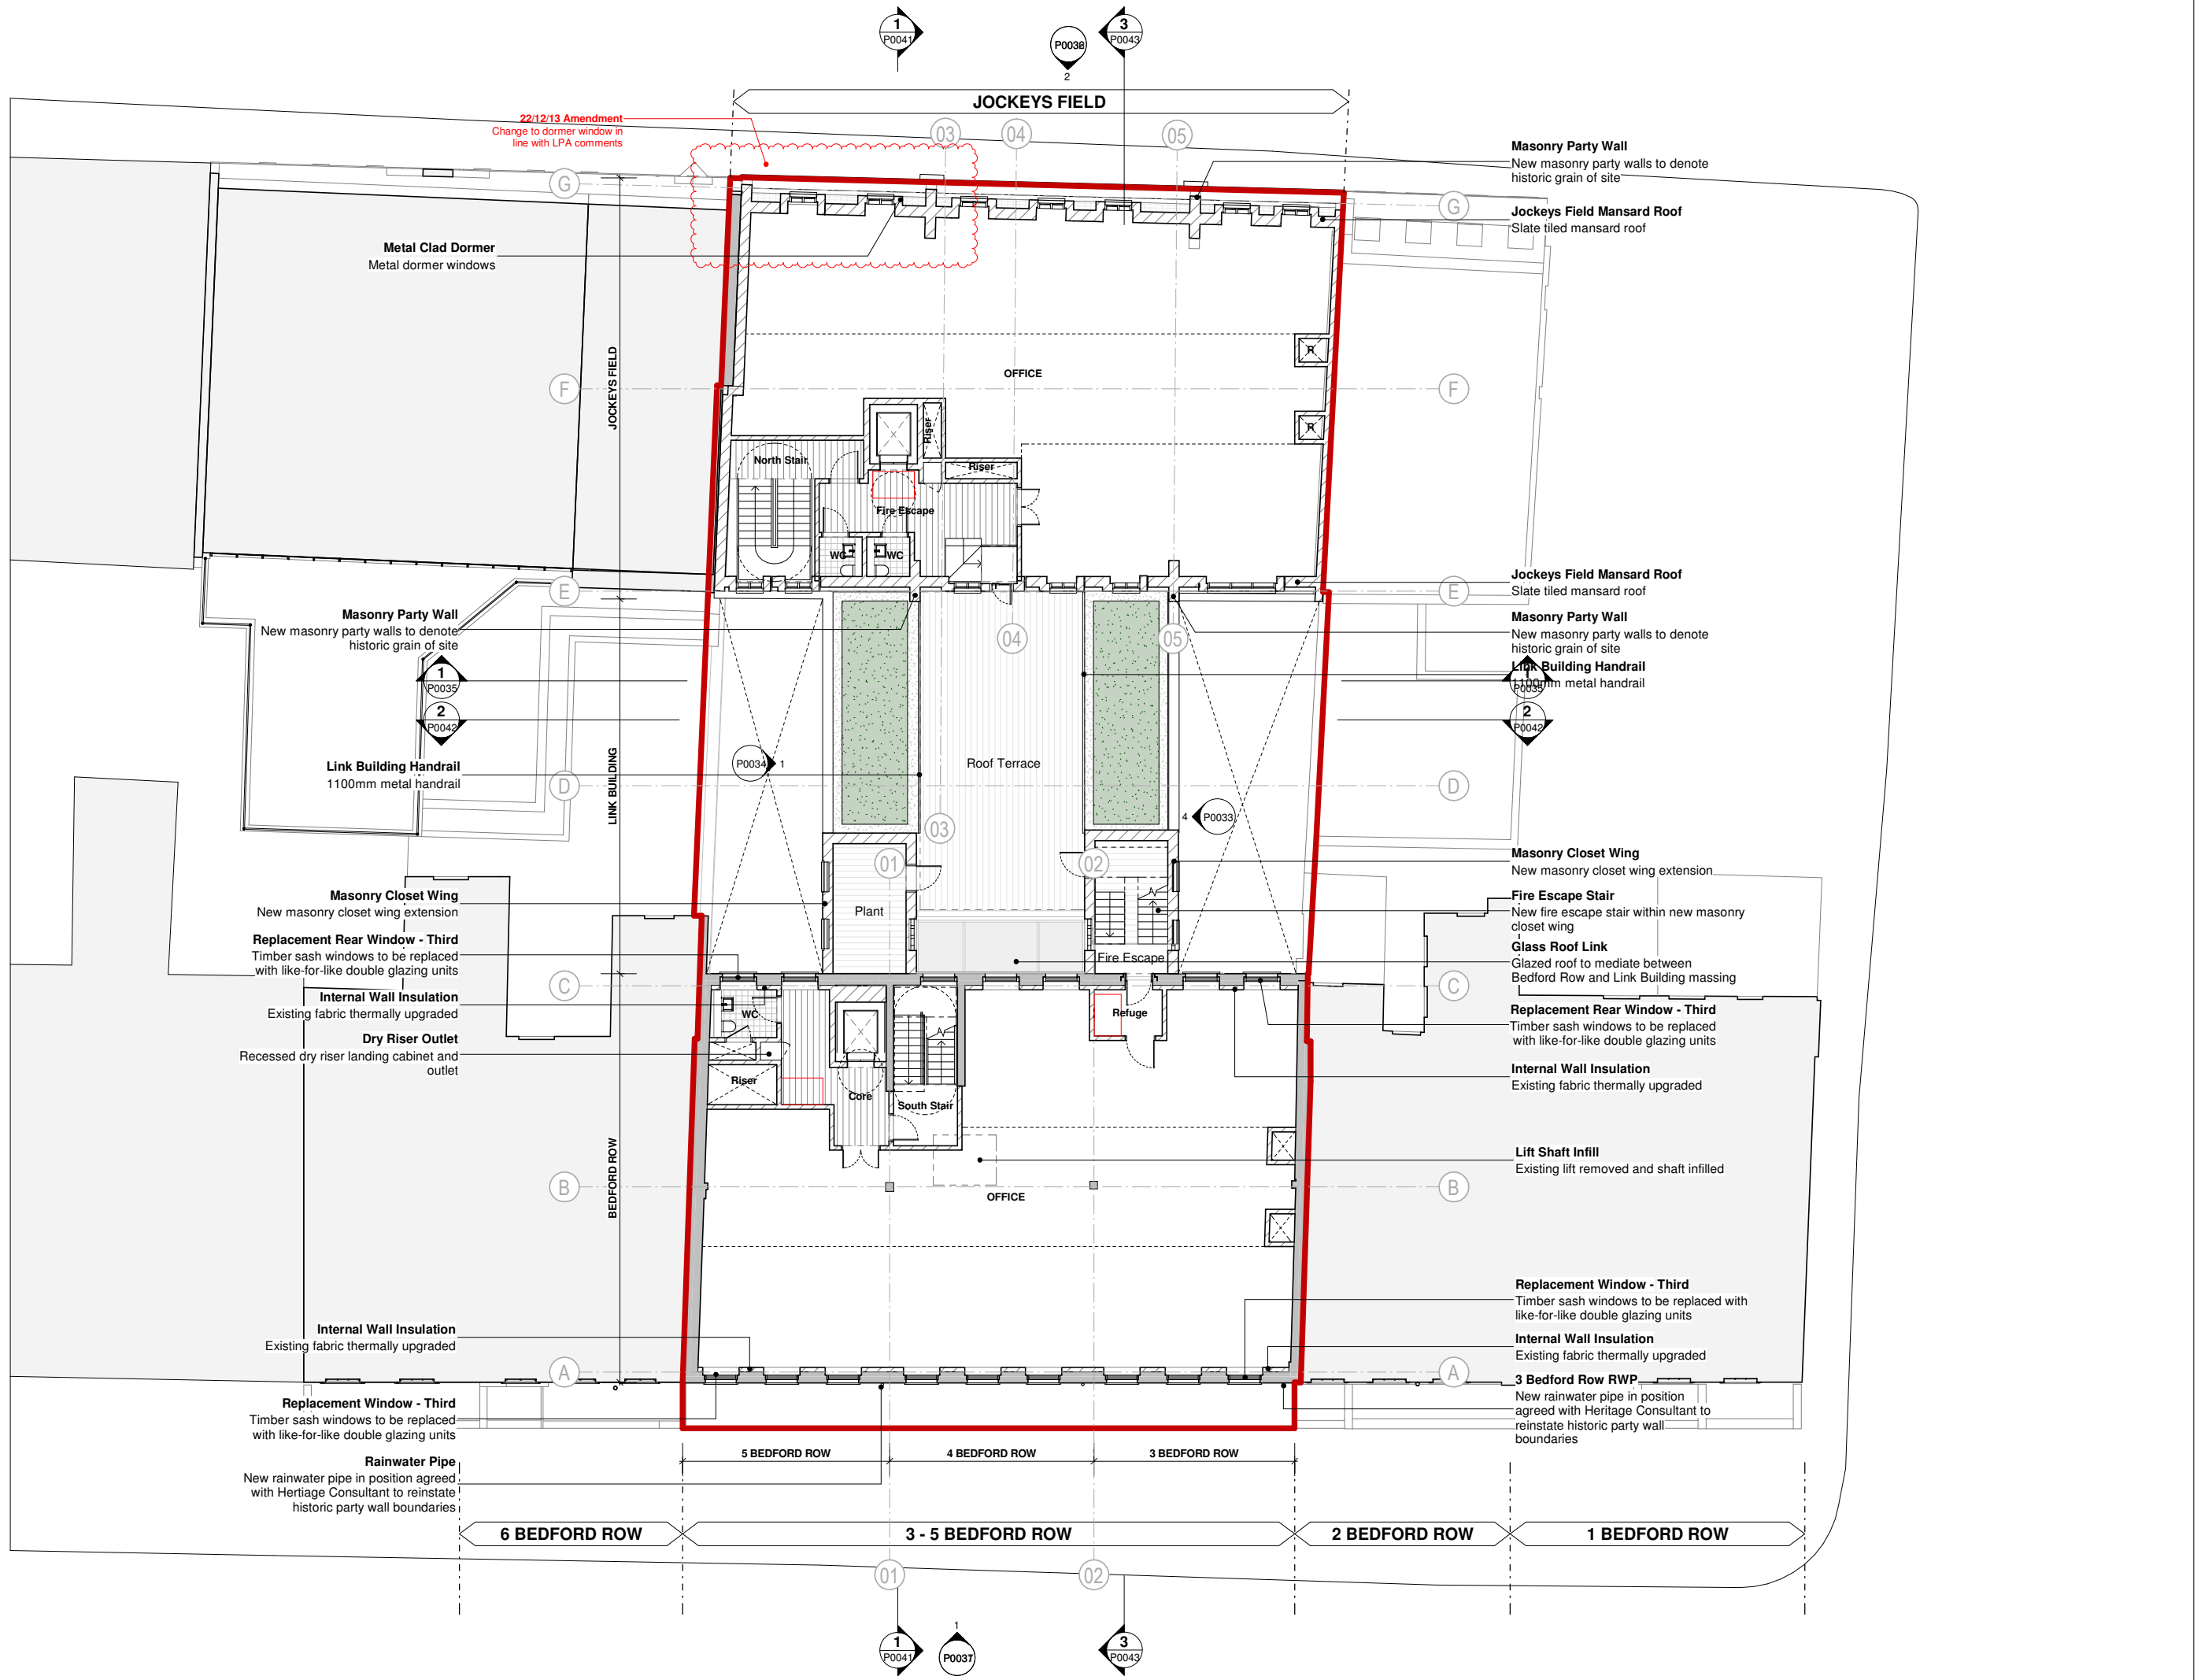 1
P0041
3
P0043
2
JOCKEYS FIELD
22/12/13 Amendment
Change to dormer window in
line with LPA comments
03
04
05
G
G
Masonry Party Wall
New masonry party walls to denote
historic grain of site
Jockeys Field Mansard Roof
Slate tiled mansard roof
Metal Clad Dormer
Metal dormer windows
JOCKEYS FIELD
OFFICE
R
F
F
R
Riser
North Stair
Riser
Fire Escape
WC
WC
E
E
Jockeys Field Mansard Roof
Slate tiled mansard roof
Masonry Party Wall
New masonry party walls to denote
historic grain of site
Masonry Party Wall
New masonry party walls to denote
historic grain of site
04
05
Link Building Handrail
1100mm metal handrail
1
P0035
1
P0035
2
P0042
2
P0042
Link Building Handrail
1100mm metal handrail
LINK BUILDING
P0034
1
Roof Terrace
D
D
4
P0033
03
01
02
Masonry Closet Wing
New masonry closet wing extension
Masonry Closet Wing
New masonry closet wing extension
Plant
Fire Escape Stair
New fire escape stair within new masonry
closet wing
Replacement Rear Window - Third
Timber sash windows to be replaced
with like-for-like double glazing units
Glass Roof Link
Glazed roof to mediate between
Bedford Row and Link Building massing
Fire Escape
C
C
Internal Wall Insulation
Existing fabric thermally upgraded
WC
Refuge
Replacement Rear Window - Third
Timber sash windows to be replaced
with like-for-like double glazing units
Dry Riser Outlet
Recessed dry riser landing cabinet and
outlet
Internal Wall Insulation
Existing fabric thermally upgraded
Riser
Core
South Stair
Lift Shaft Infill
Existing lift removed and shaft infilled
BEDFORD ROW
B
B
OFFICE
Replacement Window - Third
Timber sash windows to be replaced with
like-for-like double glazing units
Internal Wall Insulation
Existing fabric thermally upgraded
Internal Wall Insulation
Existing fabric thermally upgraded
A
A
3 Bedford Row RWP
New rainwater pipe in position
agreed with Heritage Consultant to
reinstate historic party wall
boundaries
Replacement Window - Third
Timber sash windows to be replaced
with like-for-like double glazing units
5 BEDFORD ROW
4 BEDFORD ROW
3 BEDFORD ROW
Rainwater Pipe
New rainwater pipe in position agreed
with Hertiage Consultant to reinstate
historic party wall boundaries
6 BEDFORD ROW
3 - 5 BEDFORD ROW
2 BEDFORD ROW
1 BEDFORD ROW
01
02
1
P0041
1
3
P0043